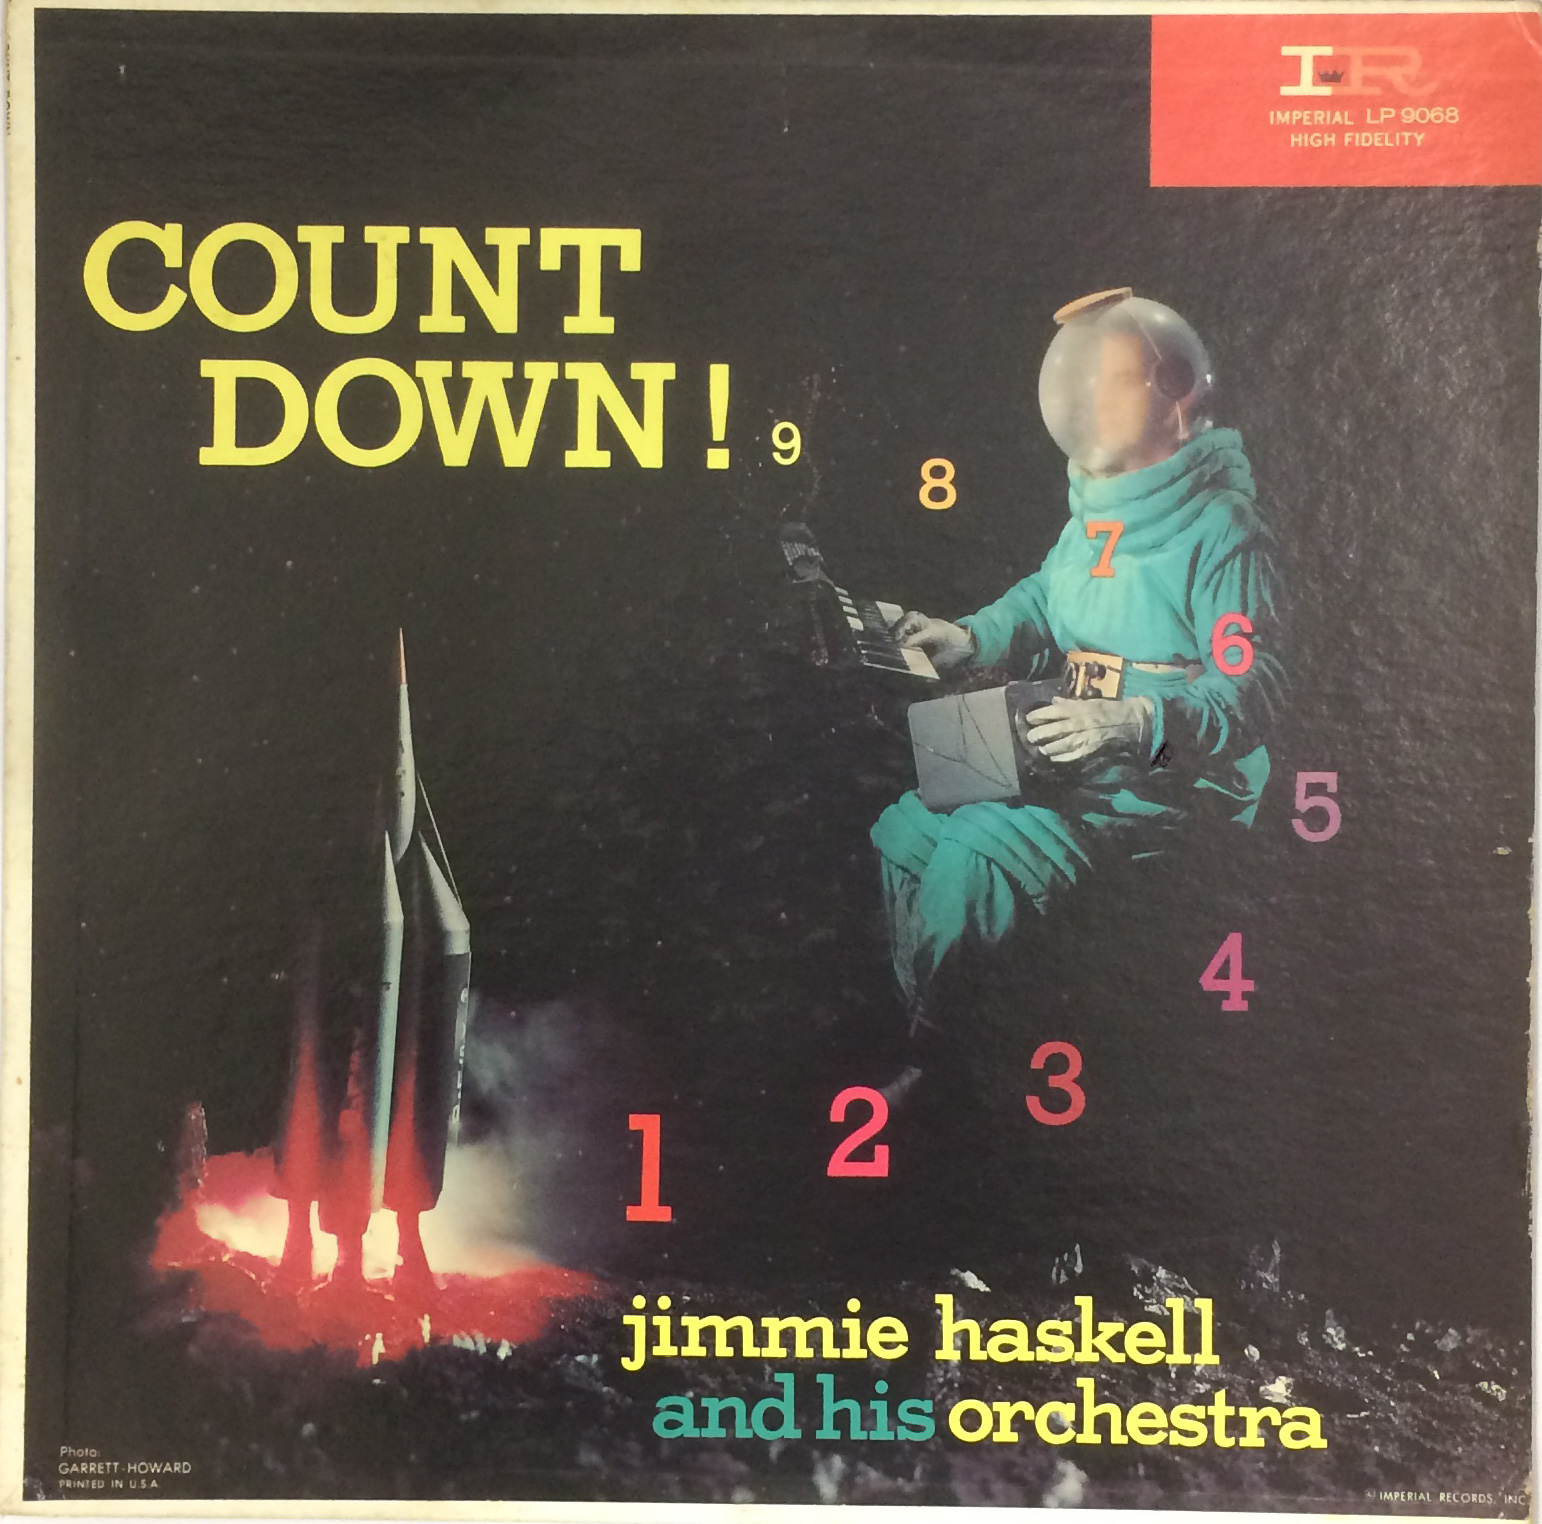 IR
IMPERIAL LP 9068
HIGH FIDELITY
COUNT
DOWN!
9
8
7
6
5
4
3
2
1
jimmie haskell
and his orchestra
Photo:
GARRETT-HOWARD
PRINTED IN U.S.A
© IMPERIAL RECORDS, INC